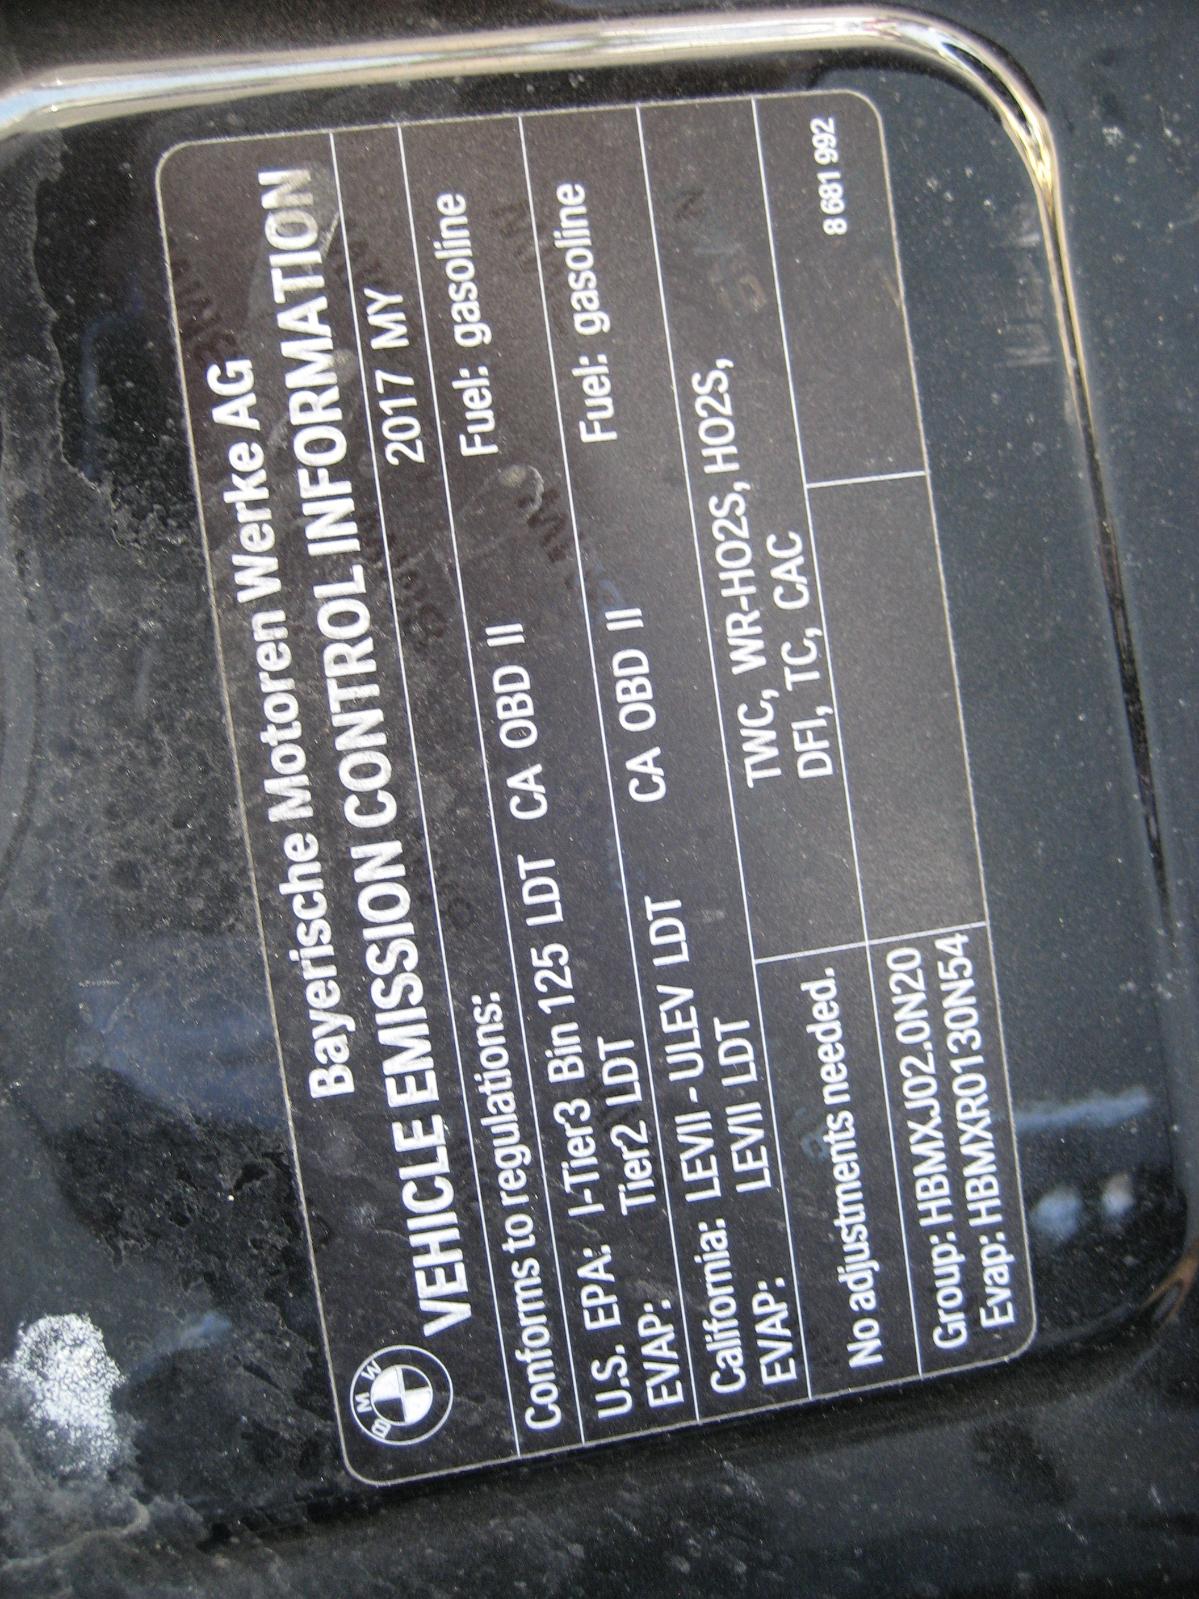 BMW
Bayerische Motoren Werke AG
VEHICLE EMISSION CONTROL INFORMATION
Conforms to regulations: 2017 MY
U.S. EPA: I-Tier3 Bin 125 LDT CA OBD II Fuel: gasoline
EVAP: Tier2 LDT
California: LEVII - ULEV LDT CA OBD II Fuel: gasoline
EVAP: LEVII LDT
No adjustments needed. TWC, WR-HO2S, HO2S,
DFI, TC, CAC
Group: HBMXJ02.0N20
Evap: HBMXR0130N54
8 681 992